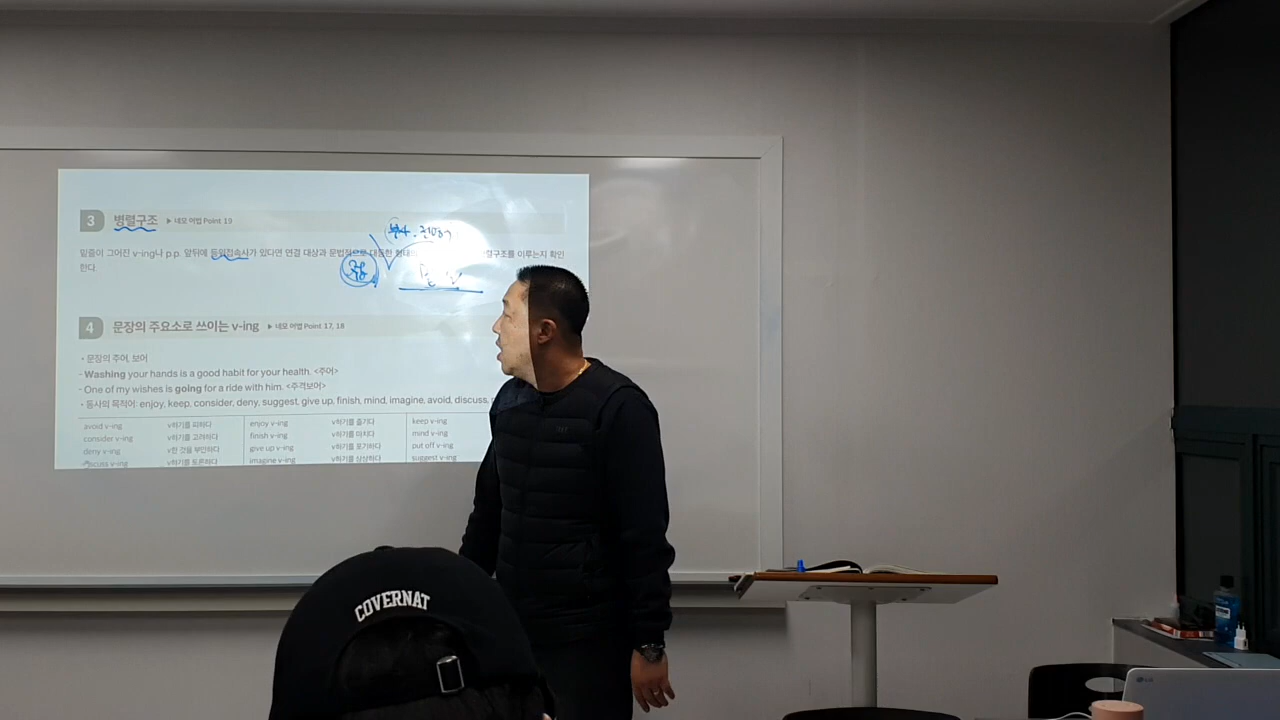 3 병렬구조 ▶ 네모 어법 Point 19
밑줄이 그어진 v-ing나 p.p. 앞뒤에 등위접속사가 있다면 연결 대상과 문법적으로 대등한 형태의 병렬구조를 이루는지 확인
한다.
4 문장의 주요소로 쓰이는 v-ing ▶ 네모 어법 Point 17, 18
• 문장의 주어, 보어
- Washing your hands is a good habit for your health. <주어>
- One of my wishes is going for a ride with him. <주격보어>
• 동사의 목적어: enjoy, keep, consider, deny, suggest, give up, finish, mind, imagine, avoid, discuss,
avoid v-ing v하기를 피하다 enjoy v-ing v하기를 즐기다 keep v-ing
consider v-ing v하기를 고려하다 finish v-ing v하기를 마치다 mind v-ing
deny v-ing v한 것을 부인하다 give up v-ing v하기를 포기하다 put off v-ing
discuss v-ing v하기를 토론하다 imagine v-ing v하기를 상상하다 suggest v-ing
COVERNAT
LG